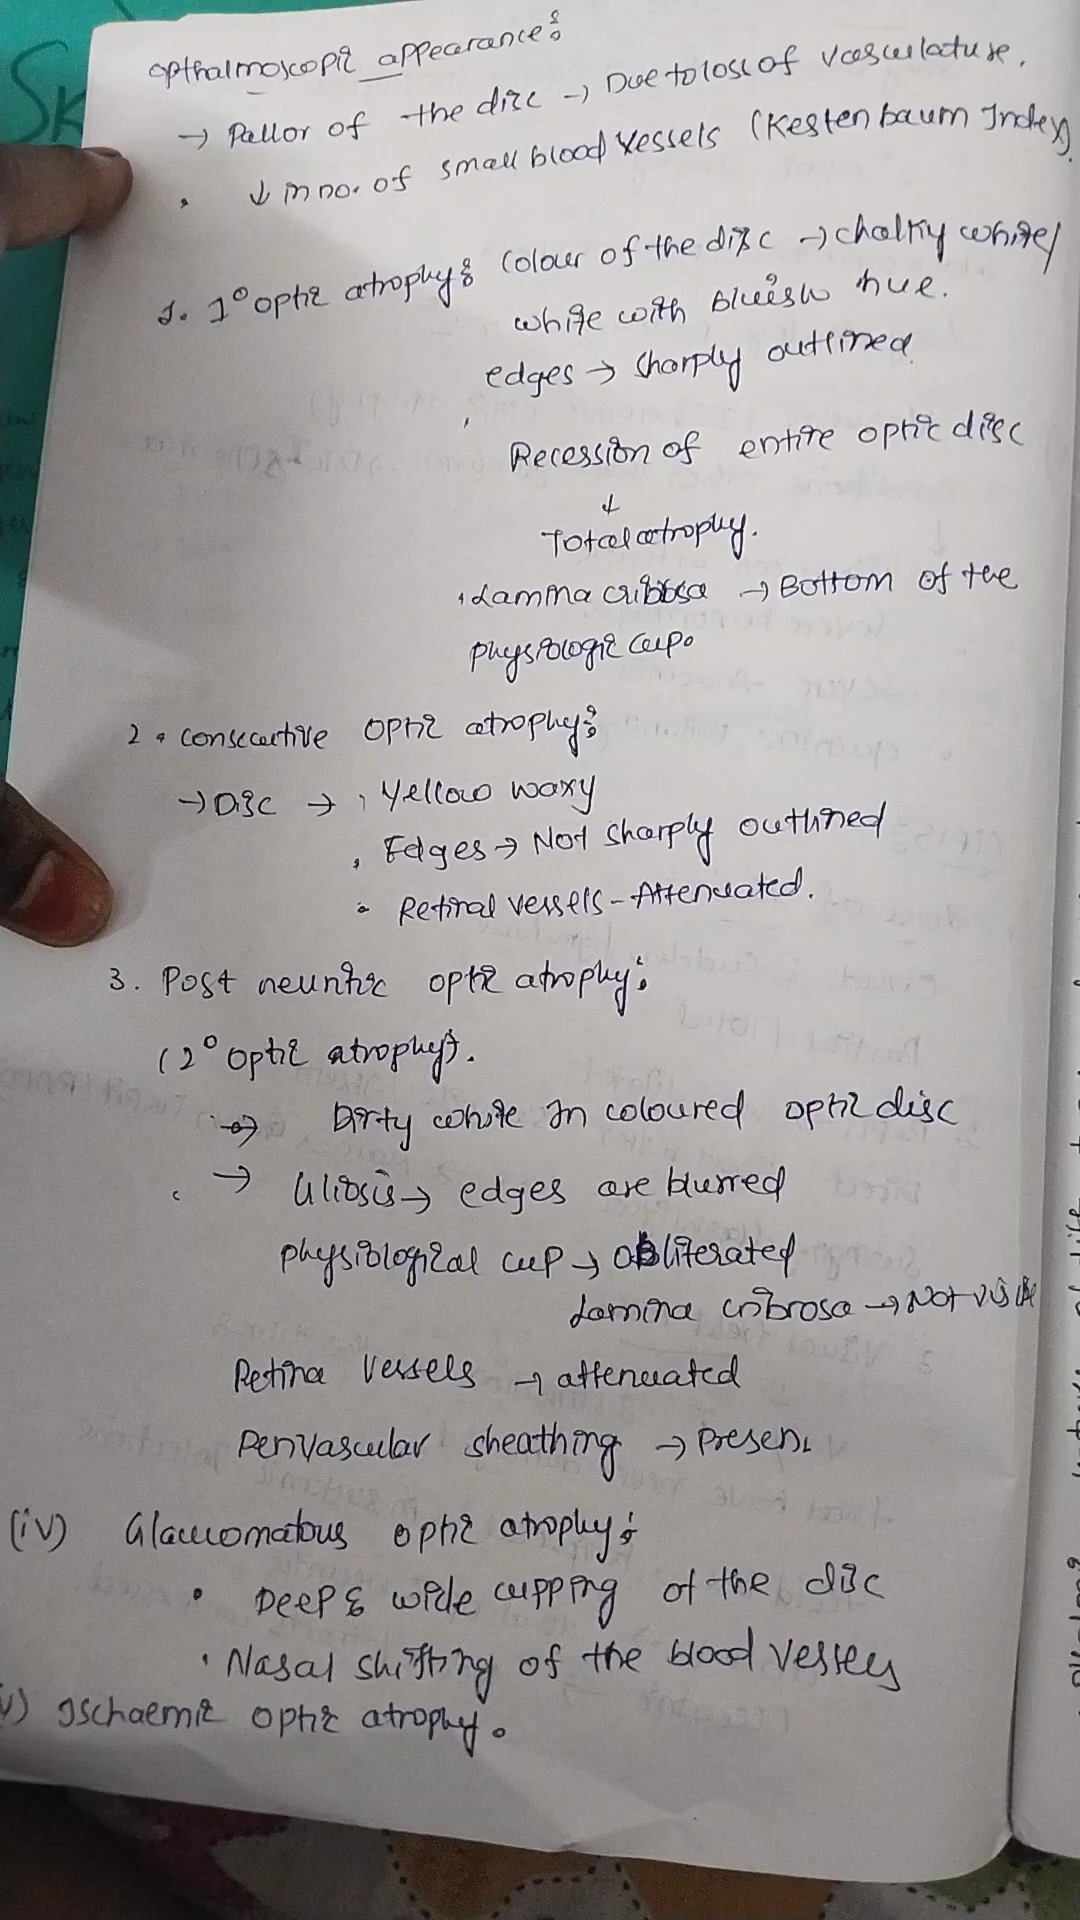 opthalmoscopic appearance:
→ Pallor of the disc → Due to loss of vasculature.
↓ in no. of small blood vessels (Kestenbaum Index).
1. 1° optic atrophy: Colour of the disc → chalky white/
white with blueish hue.
edges → sharply outlined
Recession of entire optic disc
↓
Total atrophy.
Lamina cribosa → Bottom of the
physiologic cup.
2. consecutive optic atrophy:
→ Disc → Yellow waxy
Edges → Not sharply outlined
• Retinal vessels - Attenuated.
3. Post neuritic optic atrophy:
(2° optic atrophy).
→ Dirty white in coloured optic disc
→ Gliosis → edges are blurred
physiological cup → obliterated
Lamina cribrosa → Not visible
Retina vessels → attenuated
Perivascular sheathing → Present
(iv) Glaucomatous optic atrophy:
• Deep & wide cupping of the disc
• Nasal shifting of the blood vessels
v) Ischaemic optic atrophy.